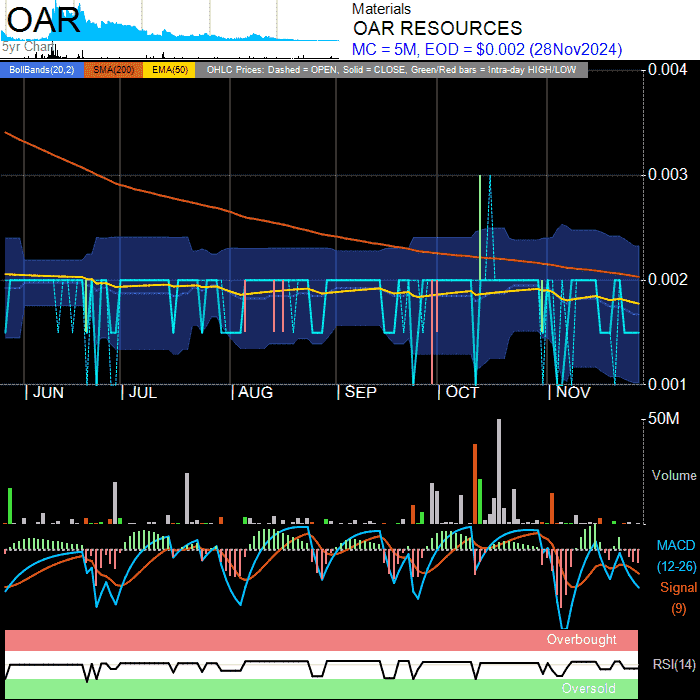 OAR
5yr Chart
Materials
OAR RESOURCES
MC = 5M, EOD = $0.002 (28Nov2024)
BollBands(20,2) SMA(200) EMA(50) OHLC Prices: Dashed = OPEN, Solid = CLOSE, Green/Red bars = Intra-day HIGH/LOW
0.004
0.003
0.002
0.001
JUN JUL AUG SEP OCT NOV
50M
Volume
MACD
(12-26)
Signal
(9)
Overbought
RSI(14)
Oversold